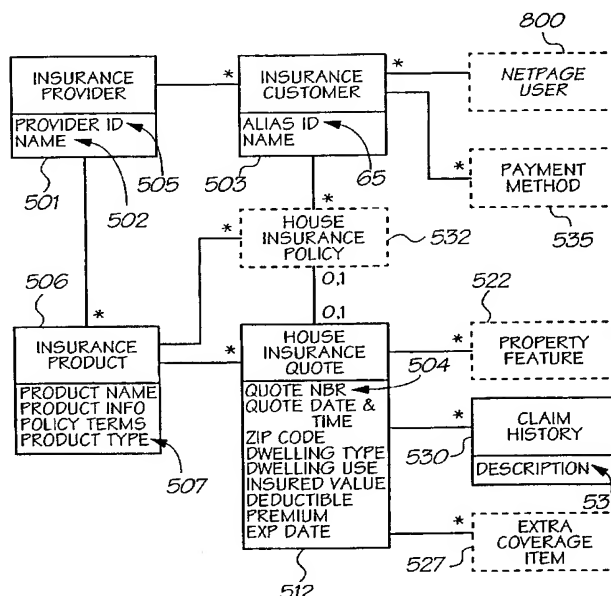 800
INSURANCE
PROVIDER
*
INSURANCE
CUSTOMER
*
NETPAGE
USER
PROVIDER ID
NAME
ALIAS ID
NAME
501
505
502
503
65
*
PAYMENT
METHOD
535
*
*
HOUSE
INSURANCE
POLICY
532
506
0,1
522
*
0,1
INSURANCE
PRODUCT
*
HOUSE
INSURANCE
QUOTE
*
PROPERTY
FEATURE
PRODUCT NAME
PRODUCT INFO
POLICY TERMS
PRODUCT TYPE
507
QUOTE NBR
504
QUOTE DATE &
TIME
ZIP CODE
DWELLING TYPE
DWELLING USE
INSURED VALUE
DEDUCTIBLE
PREMIUM
EXP DATE
512
*
CLAIM
HISTORY
530
DESCRIPTION
53
*
EXTRA
COVERAGE
ITEM
527